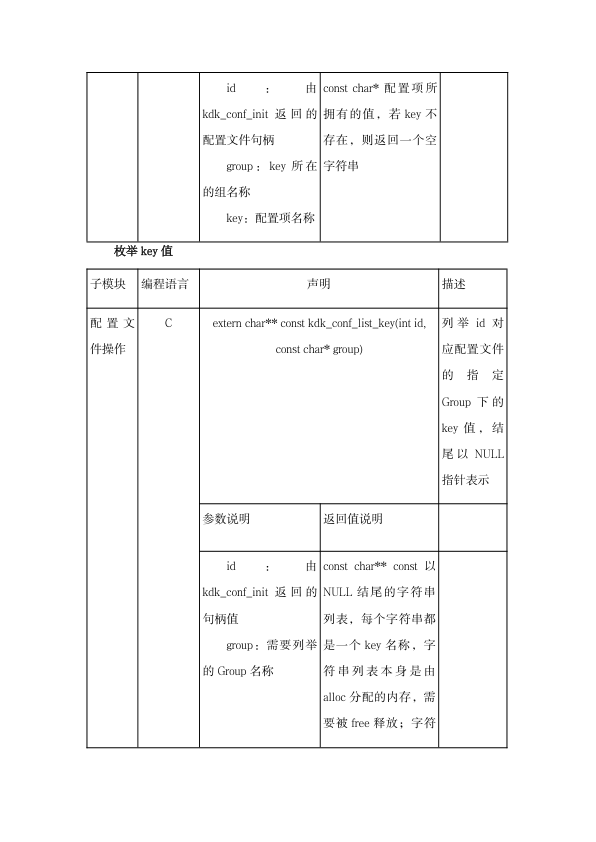 id ： 由
kdk_conf_init 返回的
配置文件句柄
group：key 所在
的组名称
key：配置项名称
const char* 配置项所
拥有的值，若 key 不
存在，则返回一个空
字符串
枚举 key 值
子模块 编程语言 声明 描述
配置文
件操作
C
extern char** const kdk_conf_list_key(int id,
const char* group)
列举 id 对
应配置文件
的指定
Group 下的
key 值，结
尾以 NULL
指针表示
参数说明 返回值说明
id ： 由
kdk_conf_init 返回的
句柄值
group：需要列举
的 Group 名称
const char** const 以
NULL 结尾的字符串
列表，每个字符串都
是一个 key 名称，字
符串列表本身是由
alloc 分配的内存，需
要被 free 释放；字符